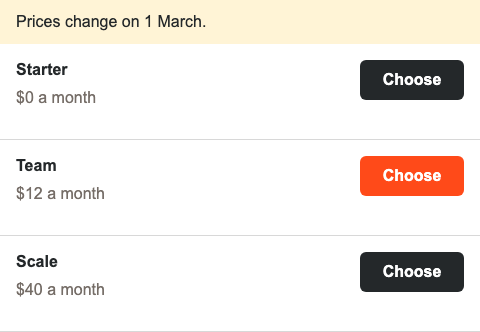 Prices change on 1 March.
Starter
$0 a month
Choose
Team
$12 a month
Choose
Scale
$40 a month
Choose